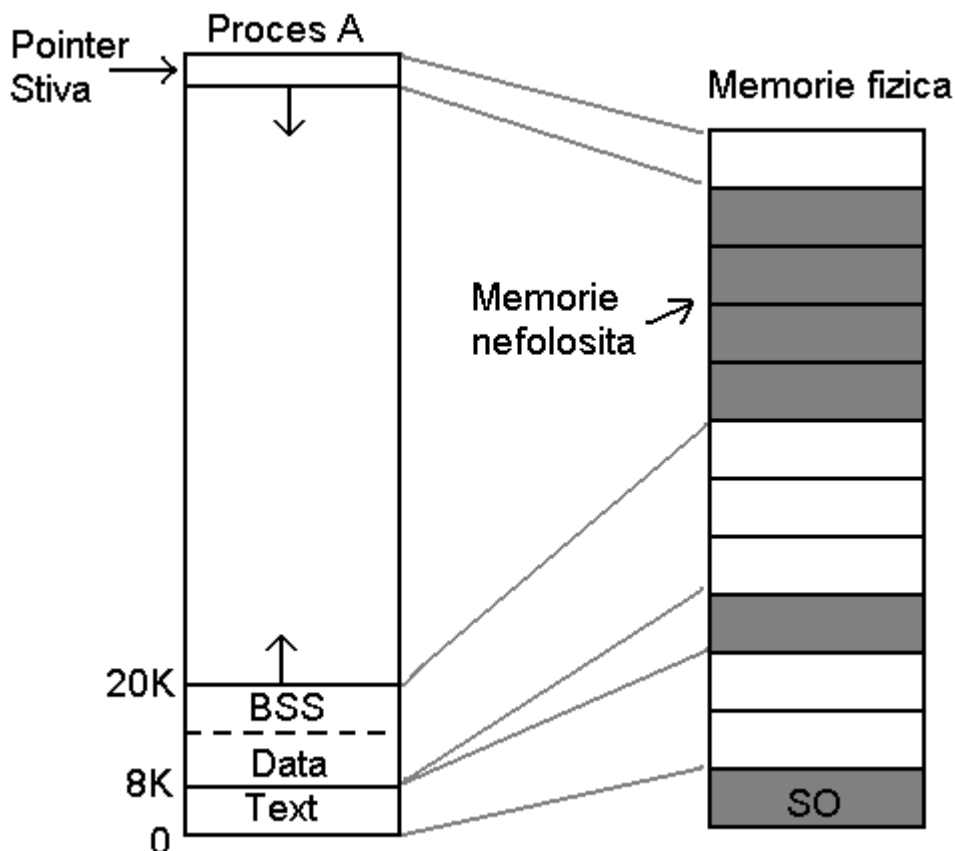 Proces A
Pointer
Stiva
Memorie fizica
Memorie
nefolosita
20K
BSS
Data
8K
Text
0
SO